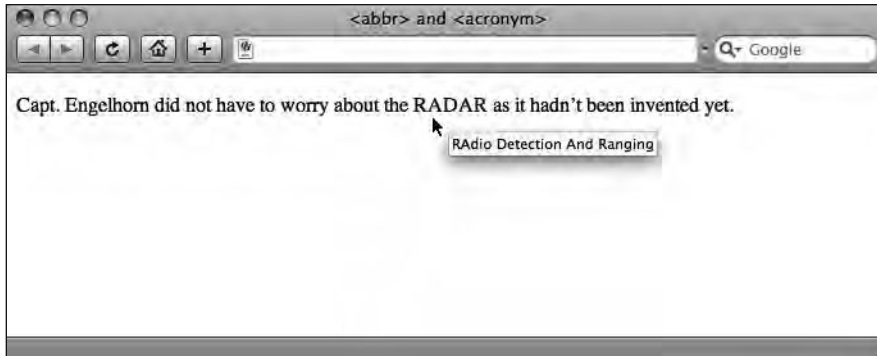 <abbr> and <acronym>
Google
Capt. Engelhorn did not have to worry about the RADAR as it hadn’t been invented yet.
RAdio Detection And Ranging